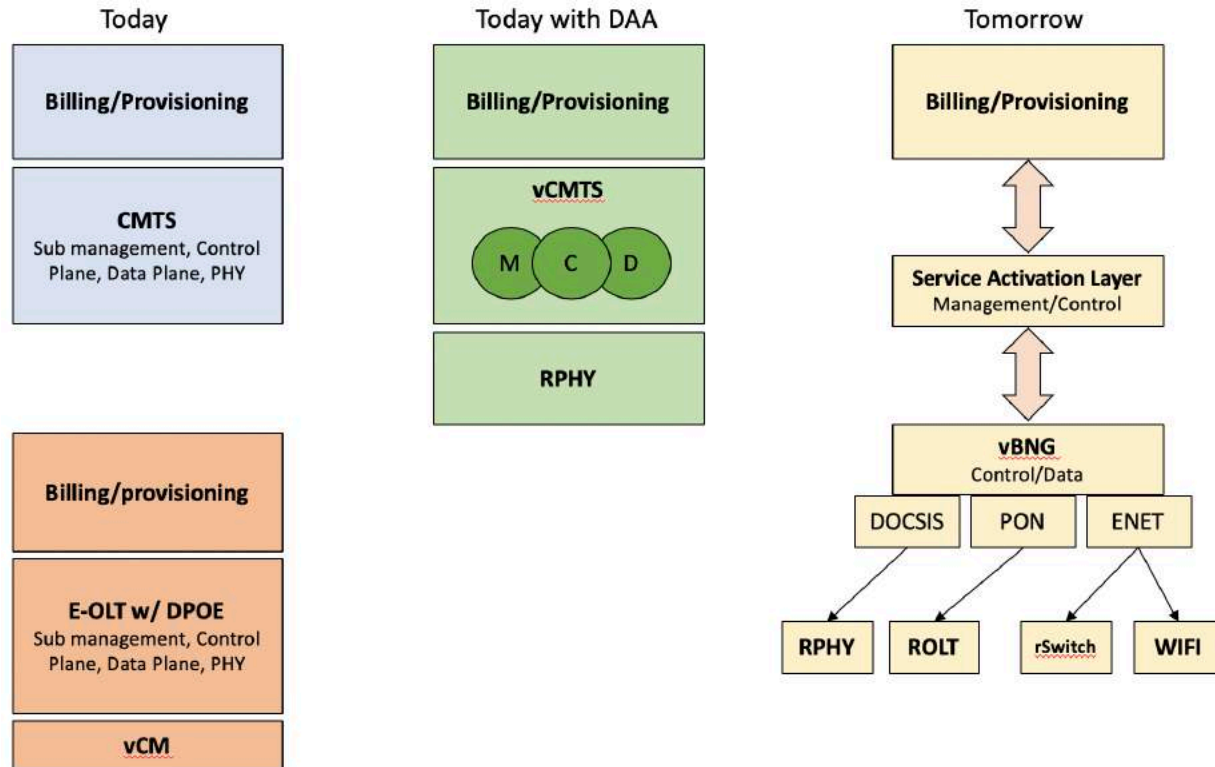 Today
Billing/Provisioning
CMTS
Sub management, Control
Plane, Data Plane, PHY
Billing/provisioning
E-OLT w/ DPOE
Sub management, Control
Plane, Data Plane, PHY
vCM
Today with DAA
Billing/Provisioning
vCMTS
M C D
RPHY
Tomorrow
Billing/Provisioning
Service Activation Layer
Management/Control
vBNG
Control/Data
DOCSIS PON ENET
RPHY ROLT rSwitch WIFI